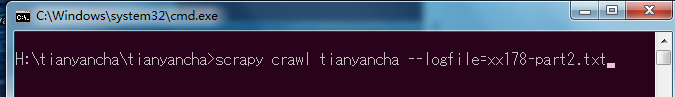 C:\Windows\system32\cmd.exe
H:\tianyancha\tianyancha>scrapy crawl tianyancha --logfile=xx178-part2.txt